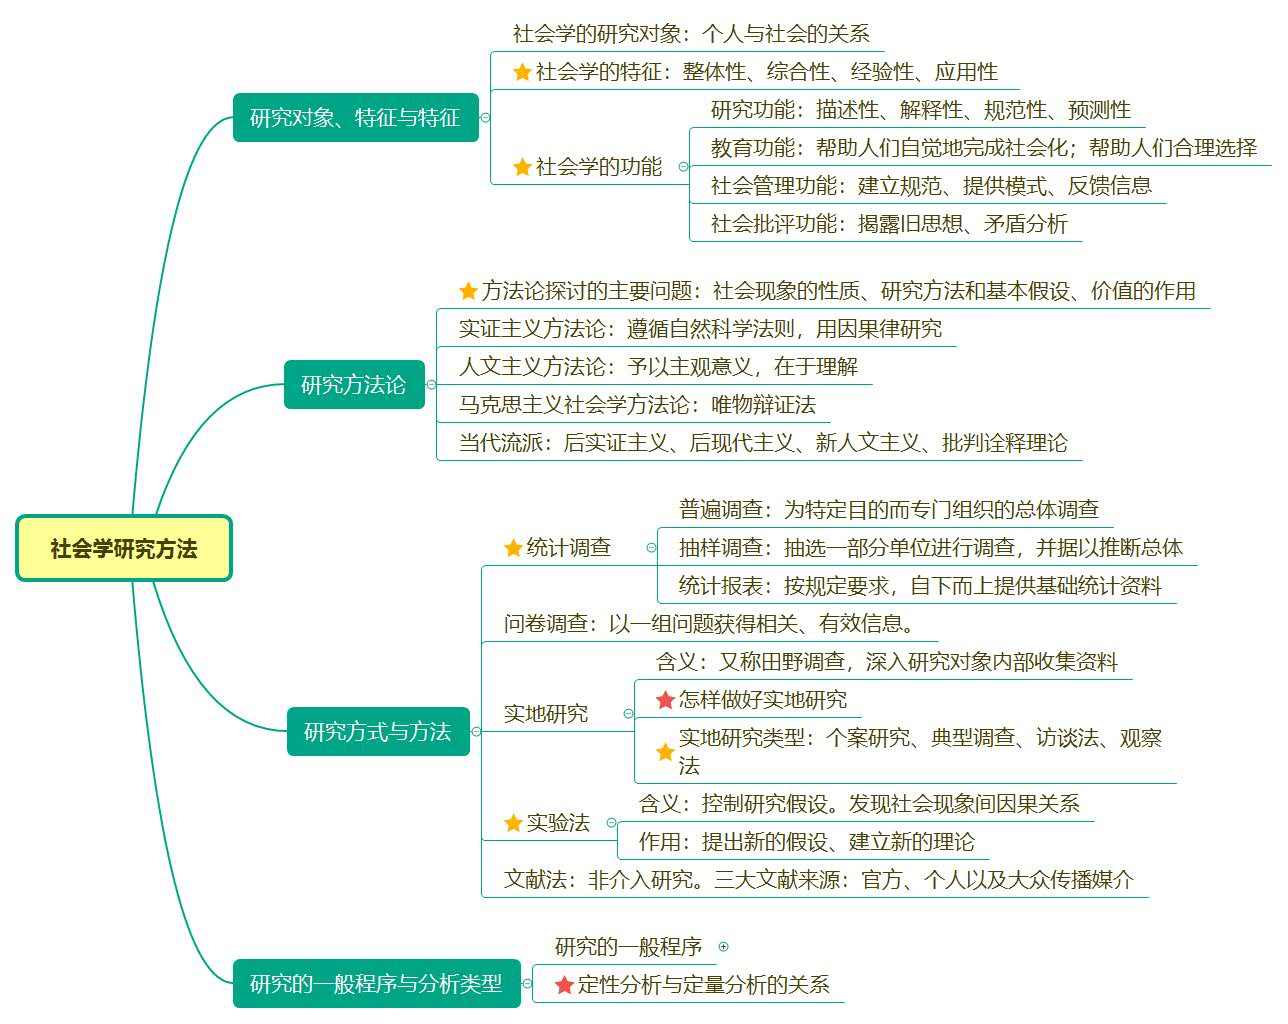 社会学研究方法
研究对象、特征与特征
社会学的研究对象：个人与社会的关系
社会学的特征：整体性、综合性、经验性、应用性
社会学的功能
研究功能：描述性、解释性、规范性、预测性
教育功能：帮助人们自觉地完成社会化；帮助人们合理选择
社会管理功能：建立规范、提供模式、反馈信息
社会批评功能：揭露旧思想、矛盾分析
研究方法论
方法论探讨的主要问题：社会现象的性质、研究方法和基本假设、价值的作用
实证主义方法论：遵循自然科学法则，用因果律研究
人文主义方法论：予以主观意义，在于理解
马克思主义社会学方法论：唯物辩证法
当代流派：后实证主义、后现代主义、新人文主义、批判诠释理论
研究方式与方法
统计调查
普遍调查：为特定目的而专门组织的总体调查
抽样调查：抽选一部分单位进行调查，并据以推断总体
统计报表：按规定要求，自下而上提供基础统计资料
问卷调查：以一组问题获得相关、有效信息。
实地研究
含义：又称田野调查，深入研究对象内部收集资料
怎样做好实地研究
实地研究类型：个案研究、典型调查、访谈法、观察
法
实验法
含义：控制研究假设。发现社会现象间因果关系
作用：提出新的假设、建立新的理论
文献法：非介入研究。三大文献来源：官方、个人以及大众传播媒介
研究的一般程序与分析类型
研究的一般程序
定性分析与定量分析的关系